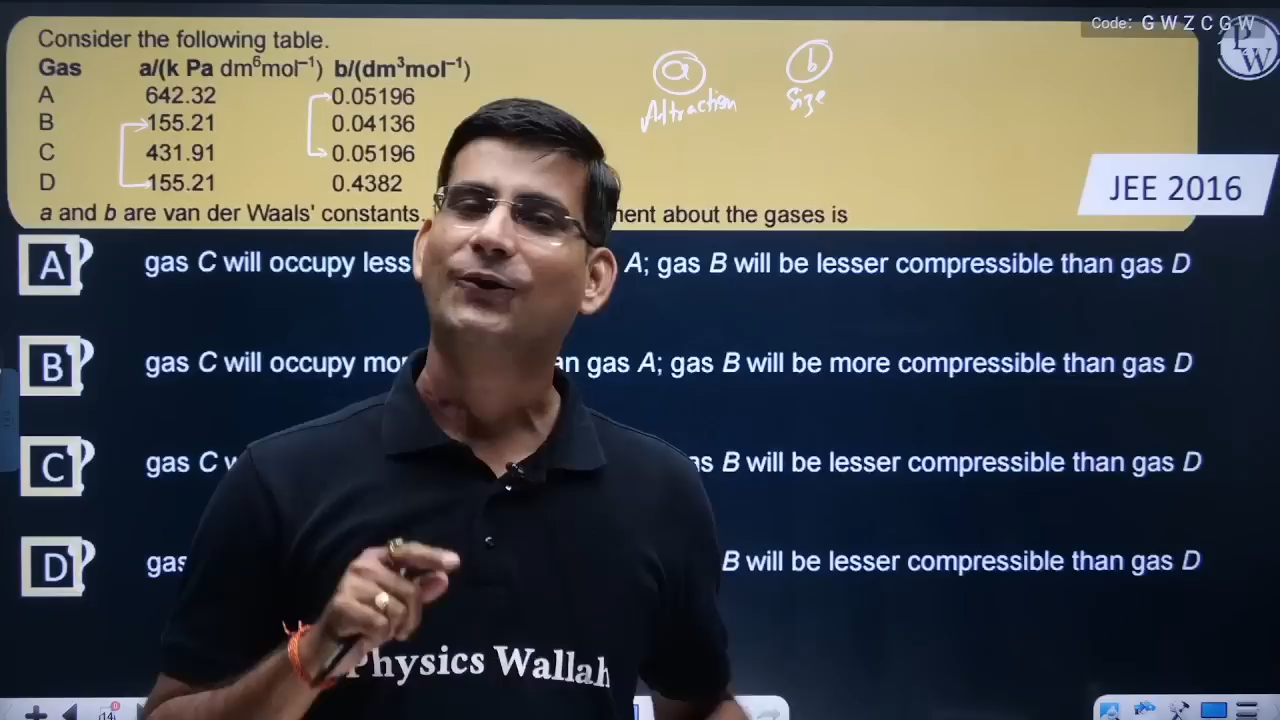 Code: G W Z C G W
Consider the following table.
Gas a/(k Pa dm⁶mol⁻¹) b/(dm³mol⁻¹)
A 642.32 0.05196
B 155.21 0.04136
C 431.91 0.05196
D 155.21 0.4382
a and b are van der Waals' constants. ment about the gases is
a b
Attraction Size
P W
JEE 2016
A ? gas C will occupy less A; gas B will be lesser compressible than gas D
B ? gas C will occupy mor an gas A; gas B will be more compressible than gas D
C ? gas C w as B will be lesser compressible than gas D
D ? gas B will be lesser compressible than gas D
Physics Wallah
14